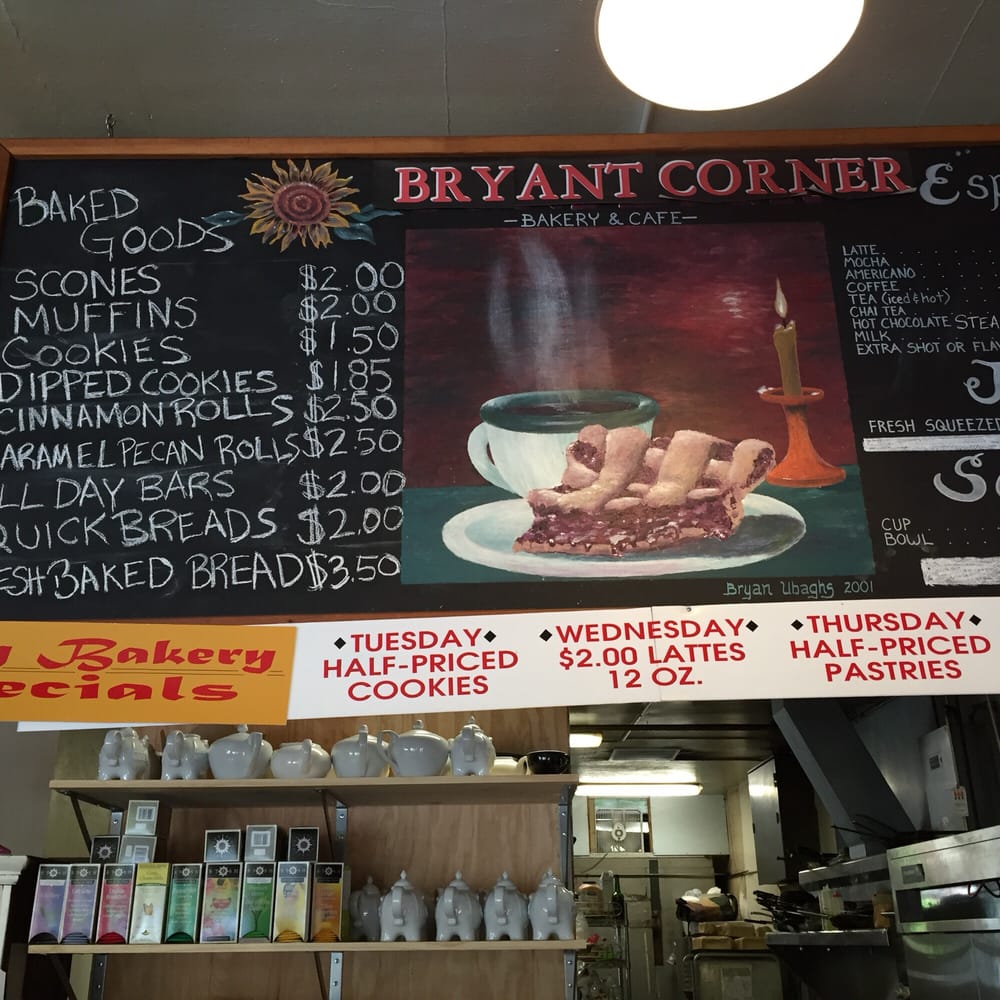 BAKED
GOODS
SCONES $2.00
MUFFINS $2.00
COOKIES $1.50
DIPPED COOKIES $1.85
CINNAMON ROLLS $2.50
ARAMEL PECAN ROLLS $2.50
LL DAY BARS $2.00
QUICK BREADS $2.00
ESH BAKED BREAD $3.50
BRYANT CORNER
—BAKERY & CAFE—
Bryan Ubaghs 2001
Esp
LATTE
MOCHA
AMERICANO
COFFEE
TEA (iced & hot)
CHAI TEA
HOT CHOCOLATE STEA
MILK
EXTRA SHOT OR FLAV
J
FRESH SQUEEZED
S
CUP
BOWL
y Bakery
ecials
TUESDAY
HALF-PRICED
COOKIES
WEDNESDAY
$2.00 LATTES
12 OZ.
THURSDAY
HALF-PRICED
PASTRIES